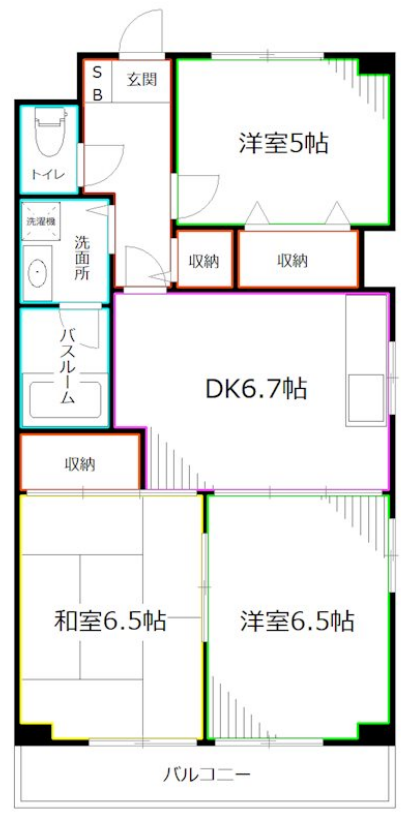 S
B
玄関
洋室5帖
トイレ
洗濯機
洗面所
収納
収納
バスルーム
DK6.7帖
収納
和室6.5帖
洋室6.5帖
バルコニー